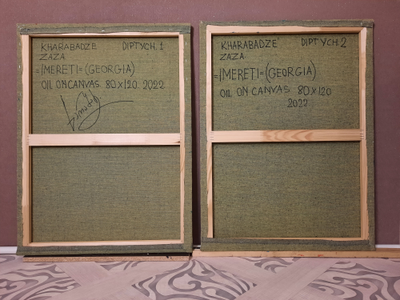 KHARABADZE DIPTYCH.1
ZAZA
=IMERETI= (GEORGIA)
OIL ON CANVAS 80X120 2022
KHARABADZE DIPTYCH 2
ZAZA
=IMERETI= (GEORGIA)
OIL ON CANVAS 80X120
2022